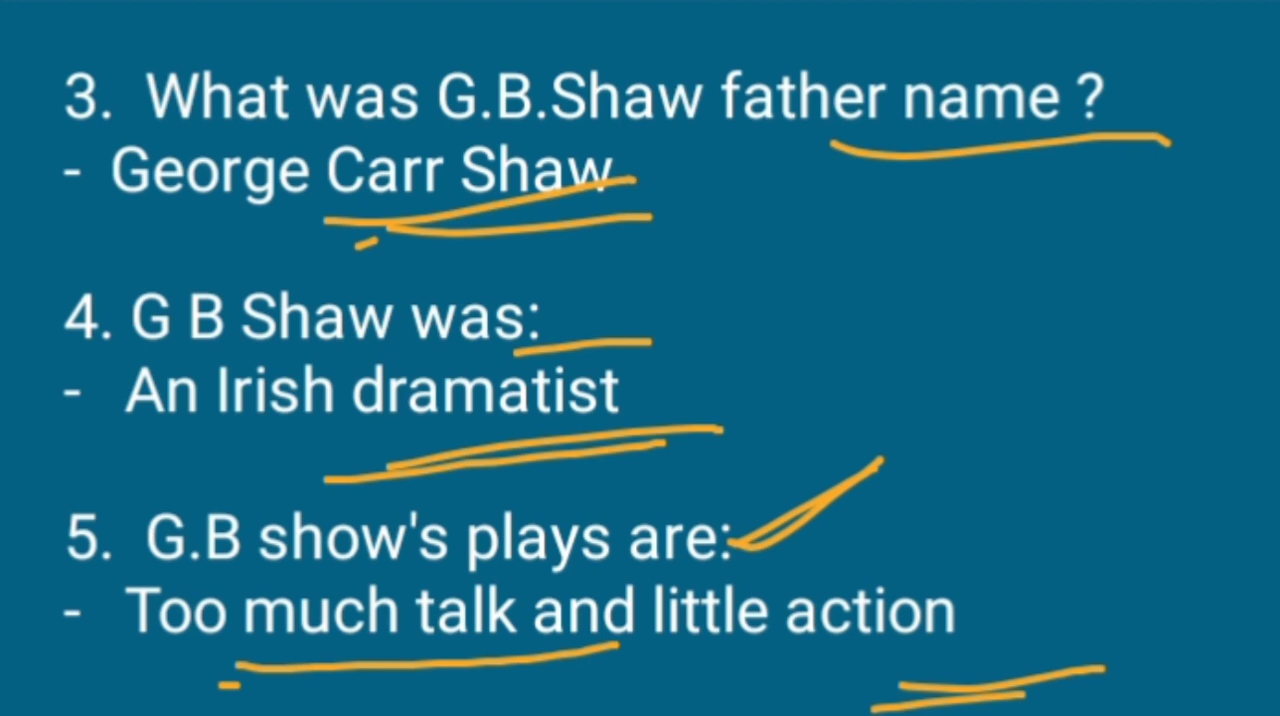 3. What was G.B.Shaw father name ?
- George Carr Shaw
4. G B Shaw was:
- An Irish dramatist
5. G.B show's plays are:
- Too much talk and little action